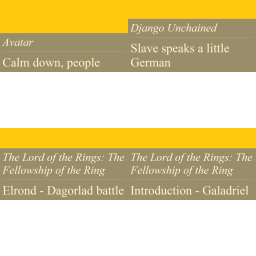 Avatar
Calm down, people
Django Unchained
Slave speaks a little
German
The Lord of the Rings: The
Fellowship of the Ring
Elrond - Dagorlad battle
The Lord of the Rings: The
Fellowship of the Ring
Introduction - Galadriel